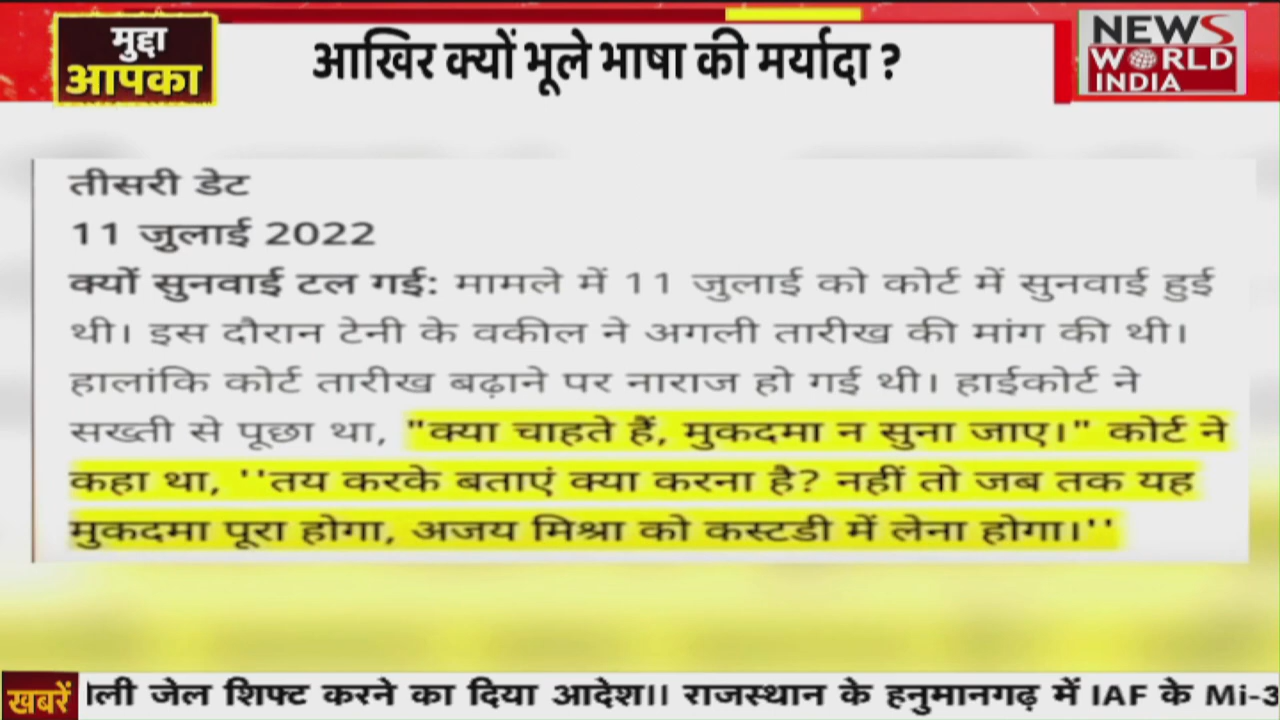 मुद्दा
आपका
आखिर क्यों भूले भाषा की मर्यादा ?
NEWS
WORLD
INDIA
तीसरी डेट
11 जुलाई 2022
क्यों सुनवाई टल गई: मामले में 11 जुलाई को कोर्ट में सुनवाई हुई
थी। इस दौरान टेनी के वकील ने अगली तारीख की मांग की थी।
हालांकि कोर्ट तारीख बढ़ाने पर नाराज हो गई थी। हाईकोर्ट ने
सख्ती से पूछा था, "क्या चाहते हैं, मुकदमा न सुना जाए।" कोर्ट ने
कहा था, ''तय करके बताएं क्या करना है? नहीं तो जब तक यह
मुकदमा पूरा होगा, अजय मिश्रा को कस्टडी में लेना होगा।''
खबरें
जेल शिफ्ट करने का दिया आदेश।। राजस्थान के हनुमानगढ़ में IAF के Mi-